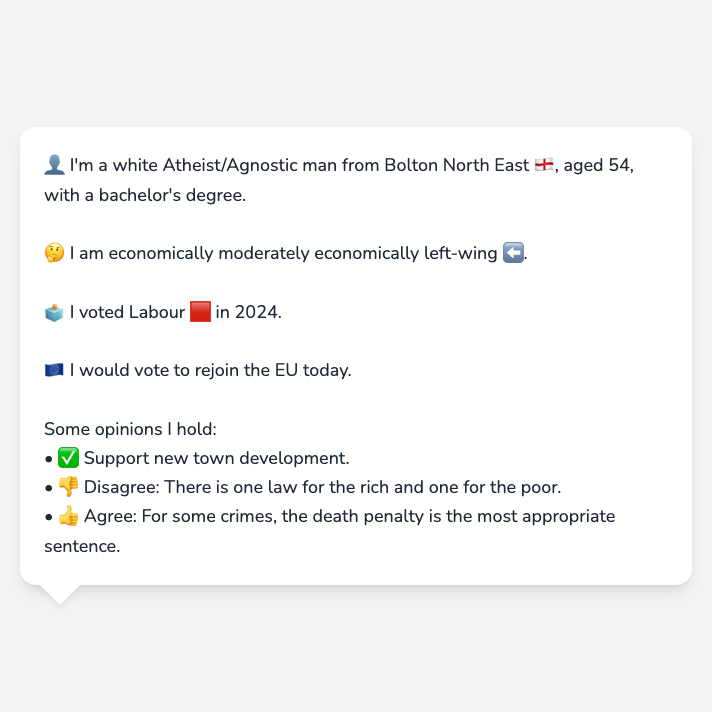 👤 I'm a white Atheist/Agnostic man from Bolton North East 🏴󠁧󠁢󠁥󠁮󠁧󠁿, aged 54,
with a bachelor's degree.
🤔 I am economically moderately economically left-wing ⬅️.
🗳️ I voted Labour 🟥 in 2024.
🇪🇺 I would vote to rejoin the EU today.
Some opinions I hold:
• ✅ Support new town development.
• 👎 Disagree: There is one law for the rich and one for the poor.
• 👍 Agree: For some crimes, the death penalty is the most appropriate
sentence.